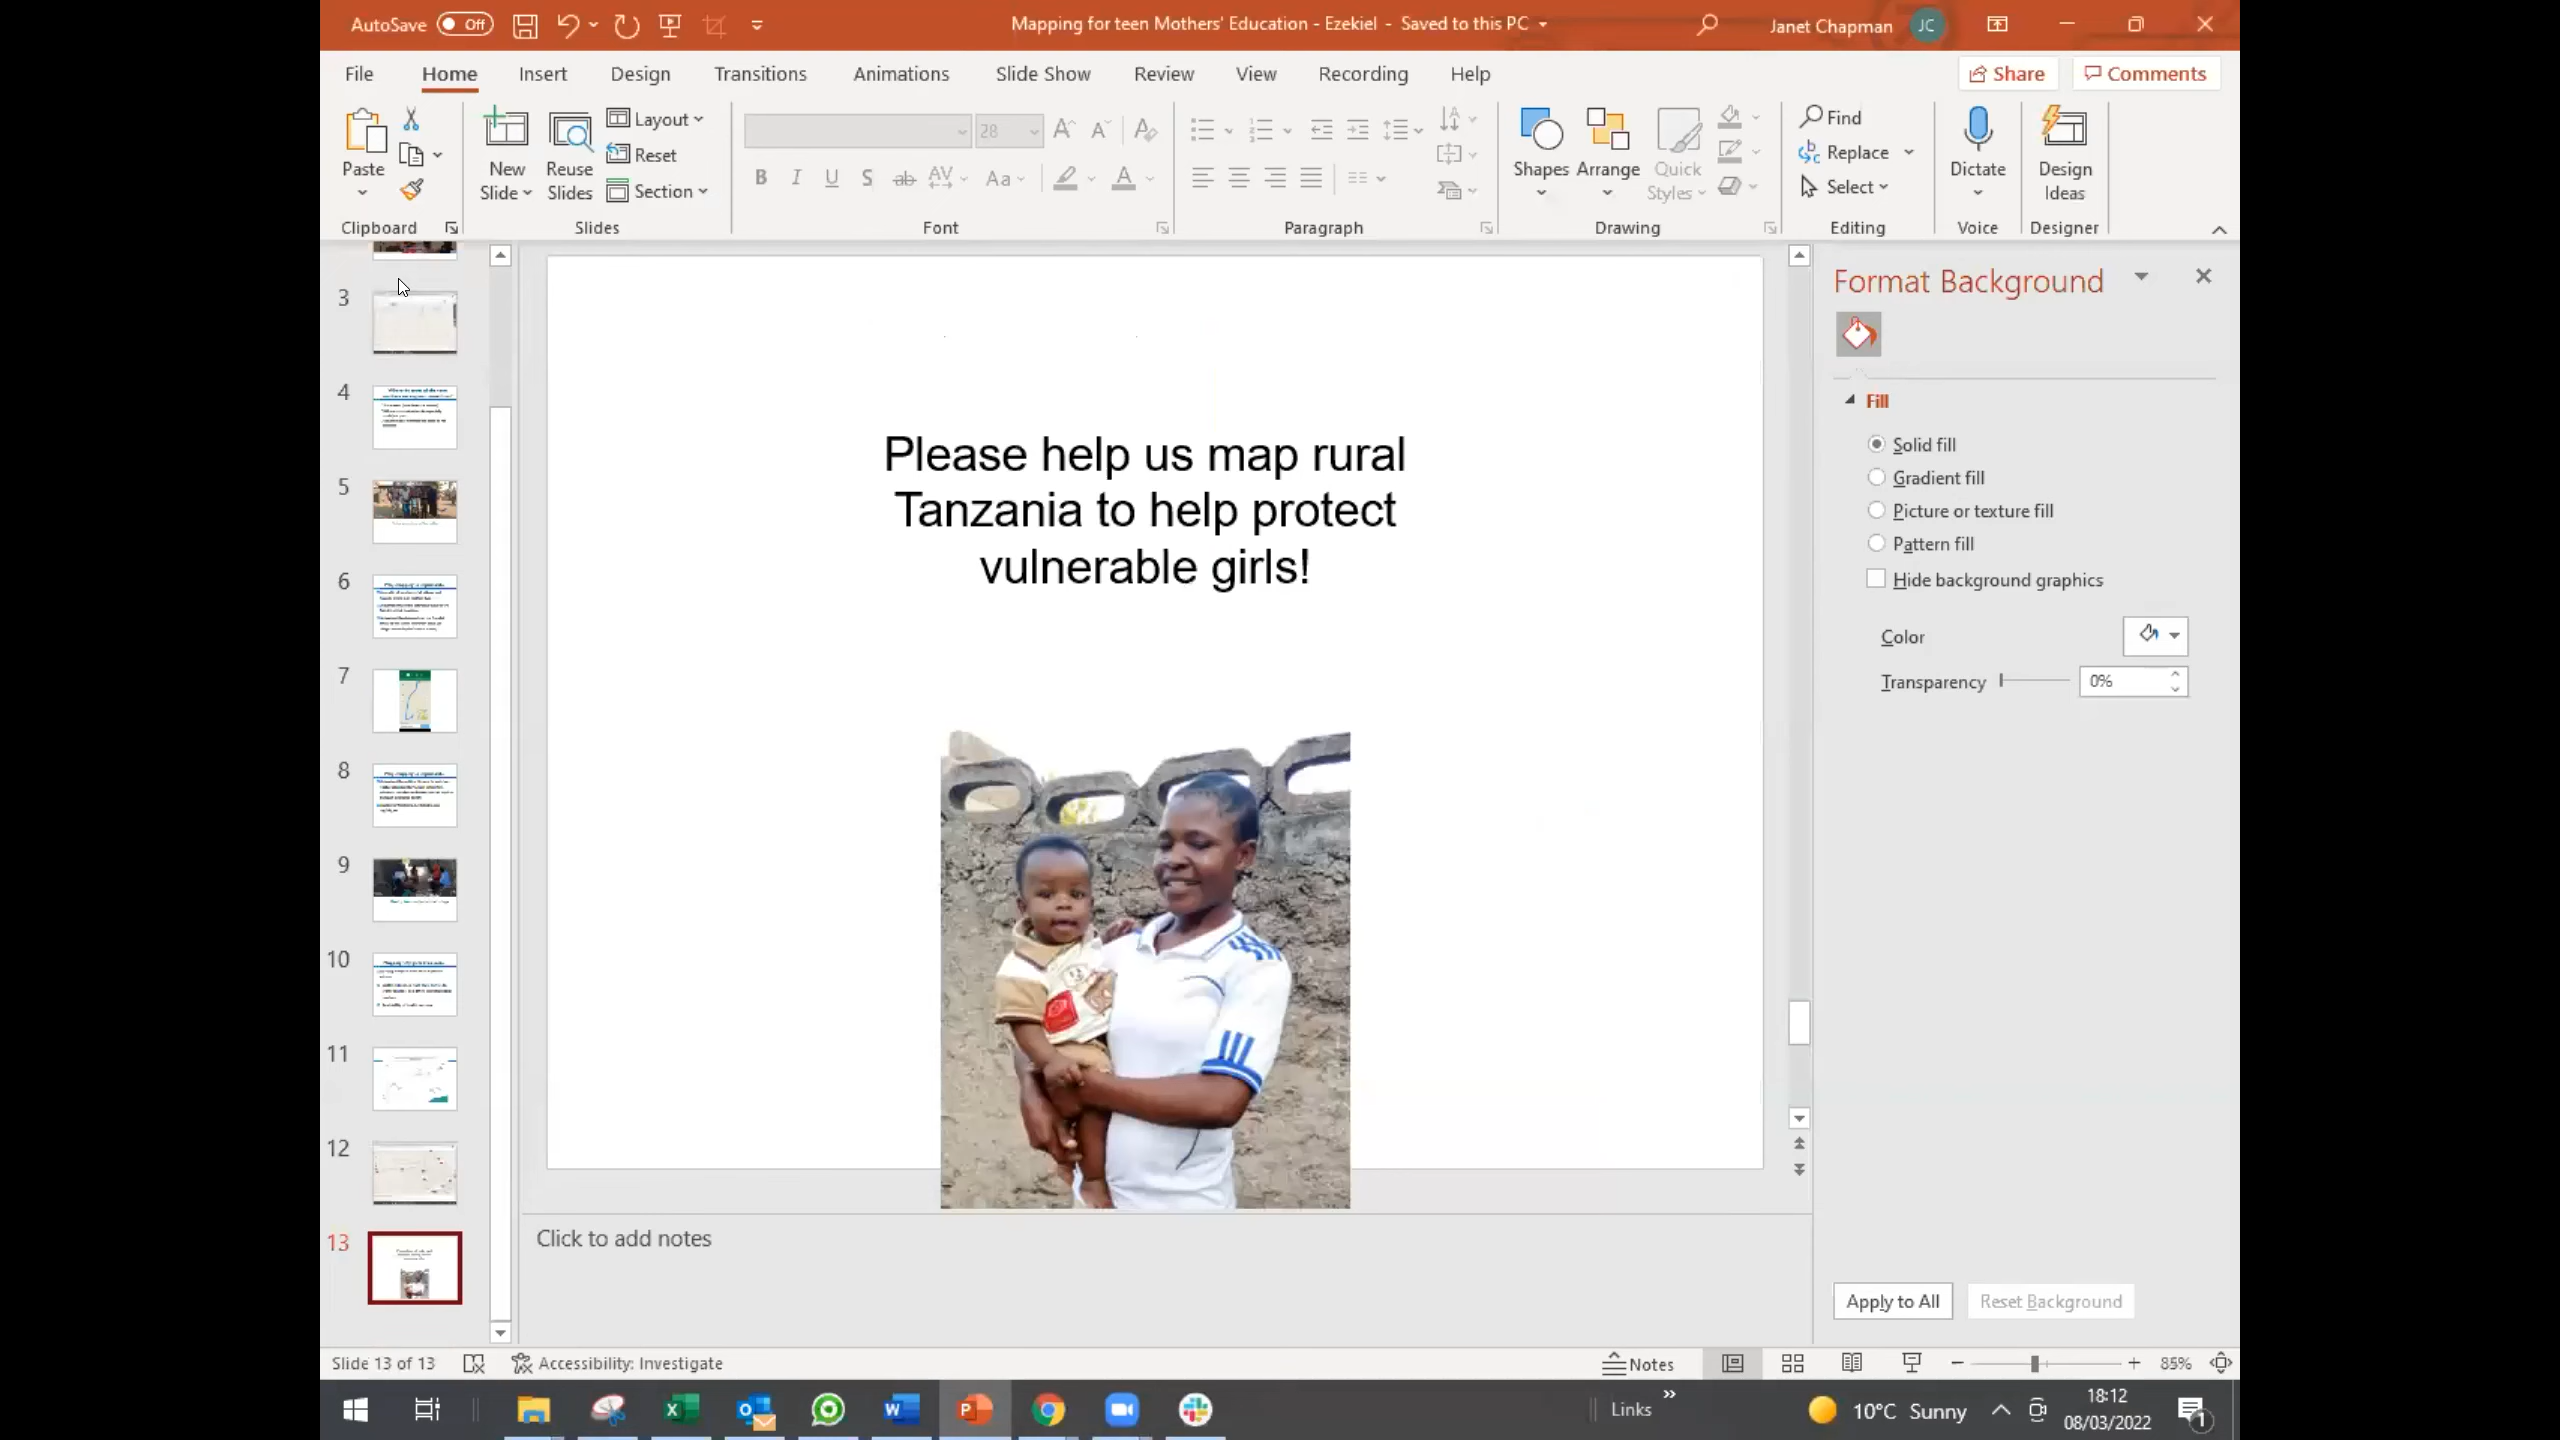 AutoSave Off
Mapping for teen Mothers' Education - Ezekiel - Saved to this PC
Janet Chapman JC
File Home Insert Design Transitions Animations Slide Show Review View Recording Help
Share Comments
Paste
New Slide
Reuse Slides
Layout
Reset
Section
28
B I U S ab AV Aa A
Shapes Arrange Quick Styles
Find
Replace
Select
Dictate
Design Ideas
Clipboard Slides Font Paragraph Drawing Editing Voice Designer
3
4
5
6
7
8
9
10
11
12
13
Please help us map rural
Tanzania to help protect
vulnerable girls!
Click to add notes
Format Background
Fill
Solid fill
Gradient fill
Picture or texture fill
Pattern fill
Hide background graphics
Color
Transparency 0%
Apply to All Reset Background
Slide 13 of 13 Accessibility: Investigate Notes 85%
Links 10°C Sunny 18:12
08/03/2022 1